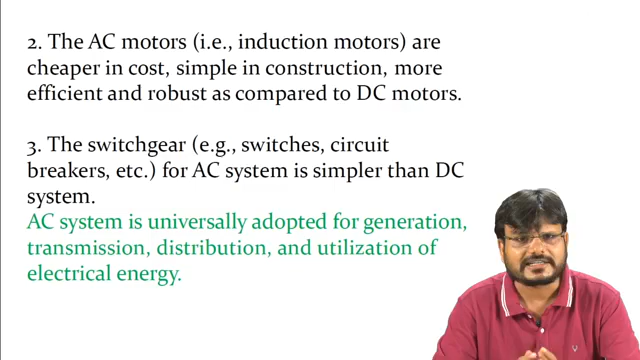 2. The AC motors (i.e., induction motors) are
cheaper in cost, simple in construction, more
efficient and robust as compared to DC motors.
3. The switchgear (e.g., switches, circuit
breakers, etc.) for AC system is simpler than DC
system.
AC system is universally adopted for generation,
transmission, distribution, and utilization of
electrical energy.